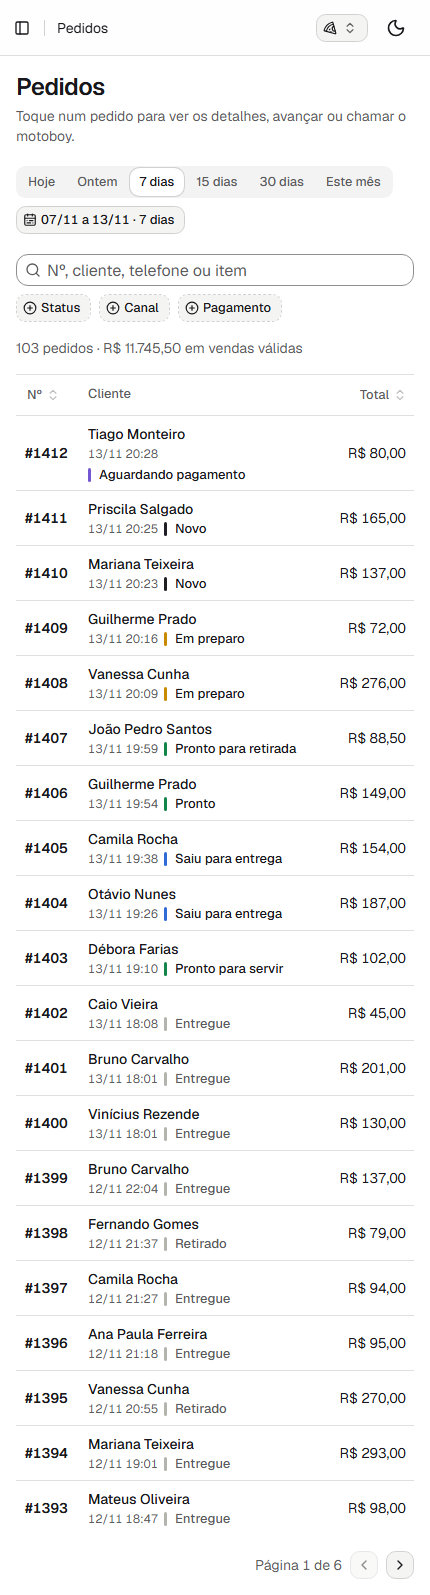 Pedidos
Pedidos
Toque num pedido para ver os detalhes, avançar ou chamar o
motoboy.
Hoje Ontem 7 dias 15 dias 30 dias Este mês
07/11 a 13/11 · 7 dias
Nº, cliente, telefone ou item
Status Canal Pagamento
103 pedidos · R$ 11.745,50 em vendas válidas
Nº Cliente Total
Tiago Monteiro
#1412 13/11 20:28 R$ 80,00
Aguardando pagamento
Priscila Salgado
#1411 13/11 20:25 Novo R$ 165,00
Mariana Teixeira
#1410 13/11 20:23 Novo R$ 137,00
Guilherme Prado
#1409 13/11 20:16 Em preparo R$ 72,00
Vanessa Cunha
#1408 13/11 20:09 Em preparo R$ 276,00
João Pedro Santos
#1407 13/11 19:59 Pronto para retirada R$ 88,50
Guilherme Prado
#1406 13/11 19:54 Pronto R$ 149,00
Camila Rocha
#1405 13/11 19:38 Saiu para entrega R$ 154,00
Otávio Nunes
#1404 13/11 19:26 Saiu para entrega R$ 187,00
Débora Farias
#1403 13/11 19:10 Pronto para servir R$ 102,00
Caio Vieira
#1402 13/11 18:08 Entregue R$ 45,00
Bruno Carvalho
#1401 13/11 18:01 Entregue R$ 201,00
Vinícius Rezende
#1400 13/11 18:01 Entregue R$ 130,00
Bruno Carvalho
#1399 12/11 22:04 Entregue R$ 137,00
Fernando Gomes
#1398 12/11 21:37 Retirado R$ 79,00
Camila Rocha
#1397 12/11 21:27 Entregue R$ 94,00
Ana Paula Ferreira
#1396 12/11 21:18 Entregue R$ 95,00
Vanessa Cunha
#1395 12/11 20:55 Retirado R$ 270,00
Mariana Teixeira
#1394 12/11 19:01 Entregue R$ 293,00
Mateus Oliveira
#1393 12/11 18:47 Entregue R$ 98,00
Página 1 de 6